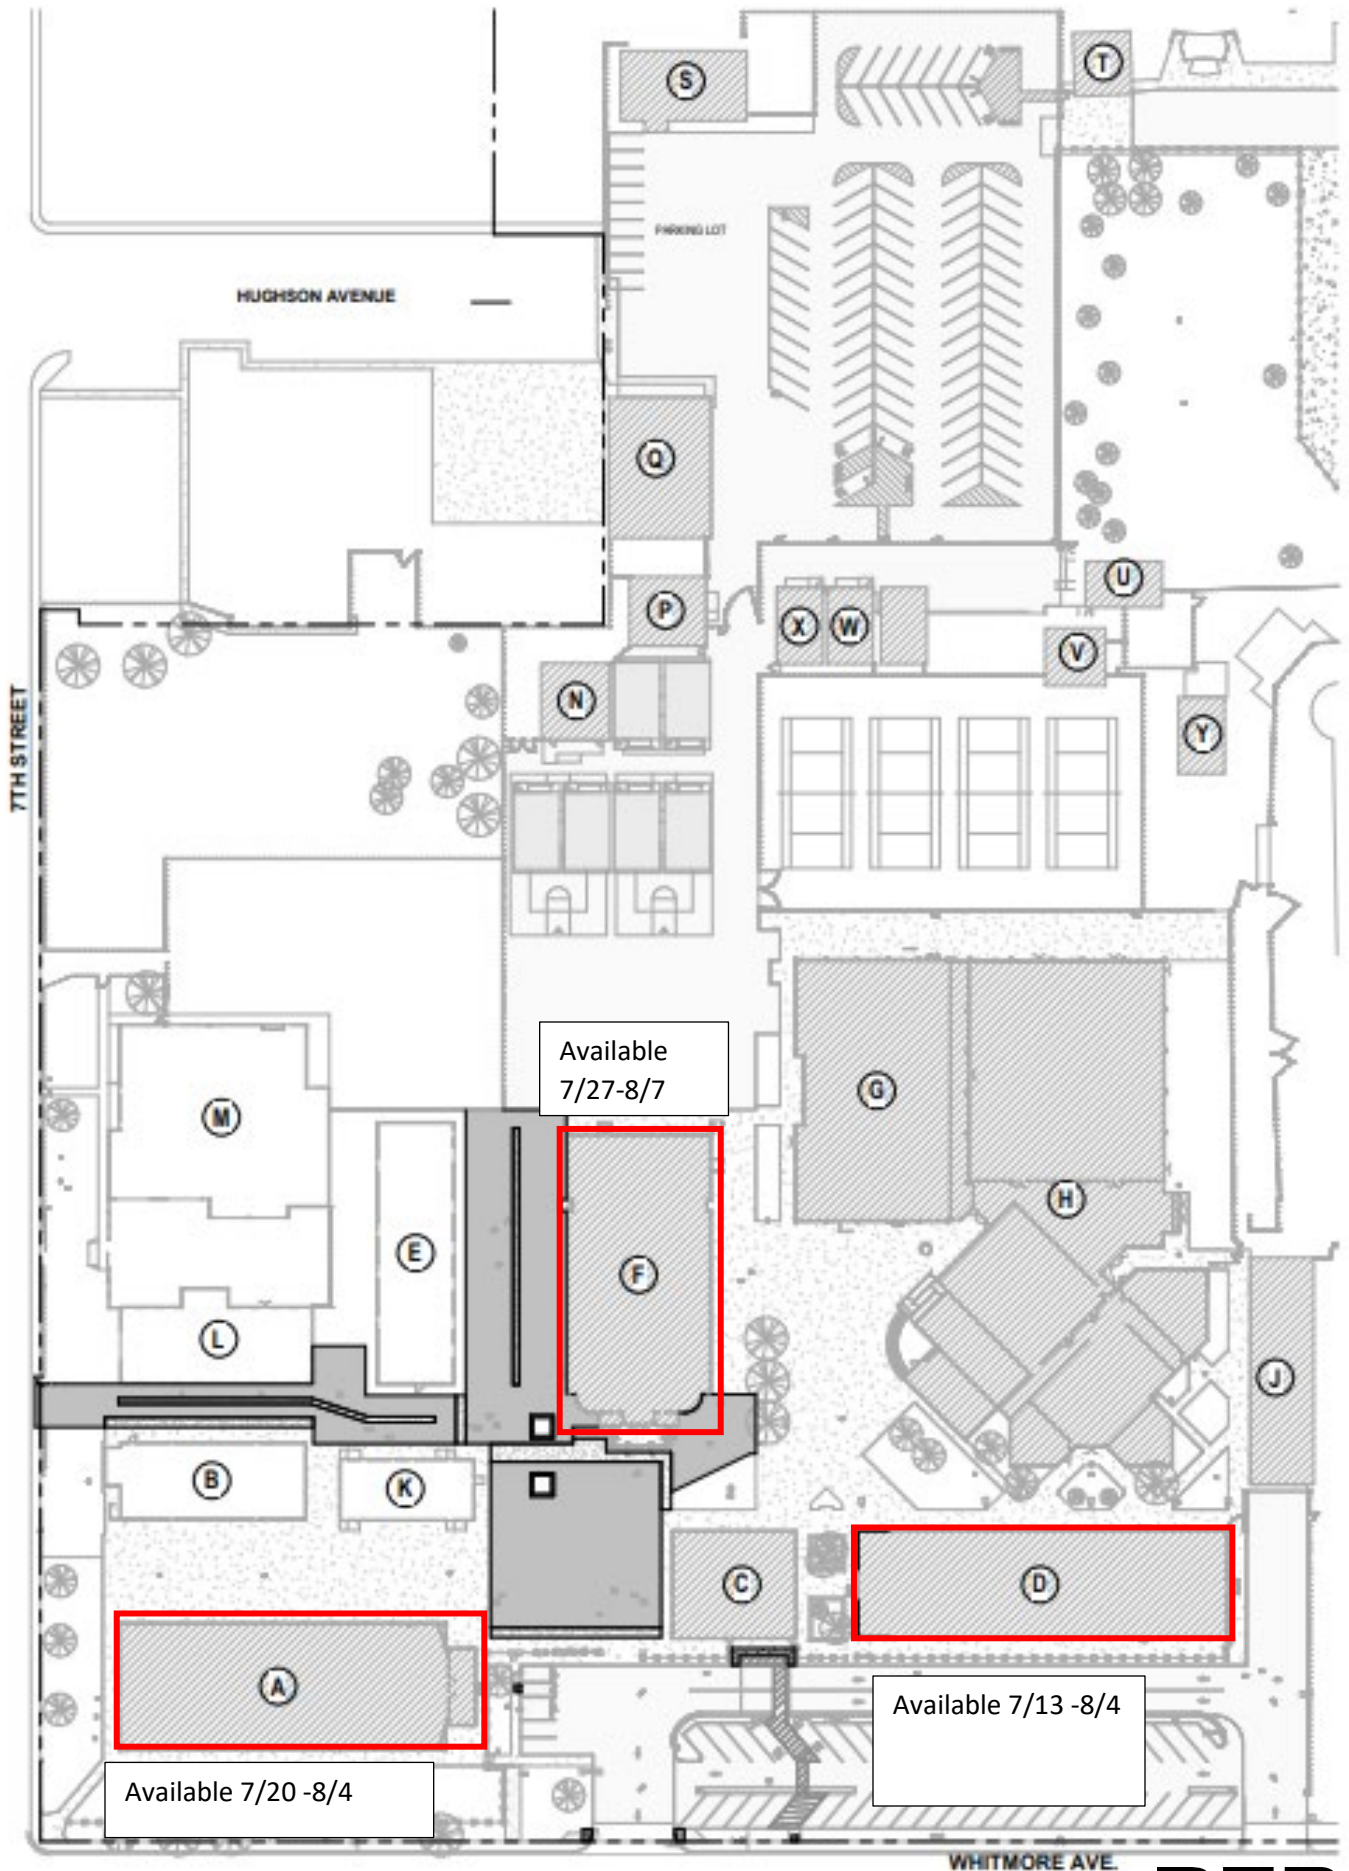 S
T
PARKING LOT
HUGHSON AVENUE
Q
U
P
X
W
V
N
Y
7TH STREET
Available
7/27-8/7
G
M
H
E
F
L
J
B
K
C
D
A
Available 7/13 -8/4
Available 7/20 -8/4
WHITMORE AVE.